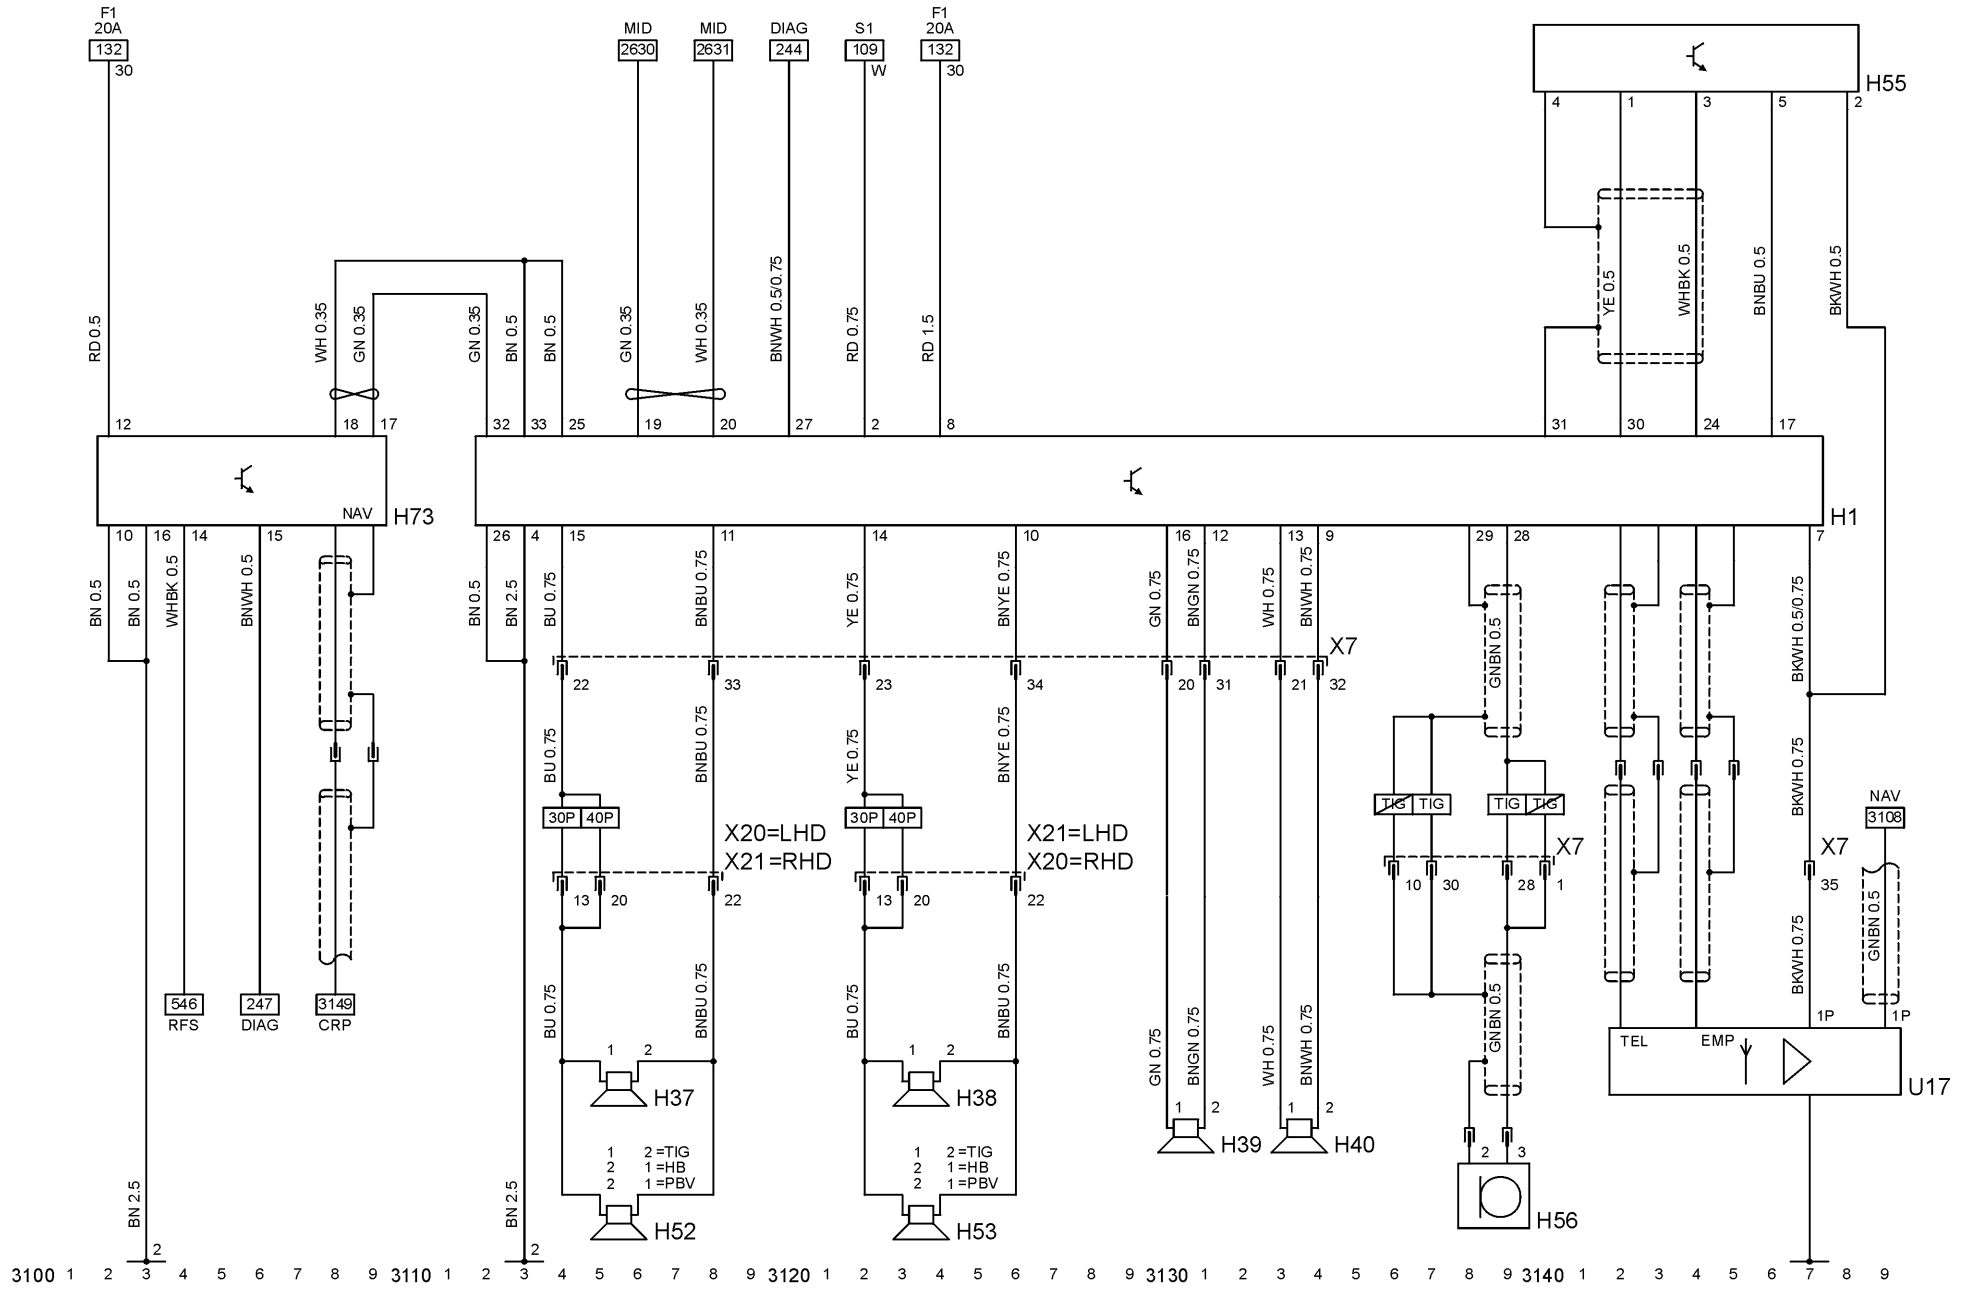 F1 F1
20A MID MID DIAG S1 20A
132 2630 2631 244 109 132
30 W 30
H55
4 1 3 5 2
RD 0.5 WH 0.35 GN 0.35 GN 0.35 BN 0.5 BN 0.5 GN 0.35 WH 0.35 BNWH 0.5/0.75 RD 0.75 RD 1.5 YE 0.5 WHBK 0.5 BNBU 0.5 BKWH 0.5
12 18 17 32 33 25 19 20 27 2 8 31 30 24 17
NAV H73 H1
10 16 14 15 26 4 15 11 14 10 16 12 13 9 29 28 7
BN 0.5 BN 0.5 WHBK 0.5 BNWH 0.5 BN 0.5 BN 2.5 BU 0.75 BNBU 0.75 YE 0.75 BNYE 0.75 GN 0.75 BNGN 0.75 WH 0.75 BNWH 0.75 GNBN 0.5 BKWH 0.5/0.75
X7
22 33 23 34 20 31 21 32
BU 0.75 BNBU 0.75 YE 0.75 BNYE 0.75 BKWH 0.75
TIG TIG TIG TIG NAV
30P 40P 30P 40P 3108
X20=LHD X21=LHD X7 X7
X21=RHD X20=RHD
10 30 28 1 35
13 20 22 13 20 22
GNBN 0.5
BU 0.75 BNBU 0.75 BU 0.75 BNBU 0.75 GNBN 0.5 BKWH 0.75
546 247 3149
RFS DIAG CRP
1P 1P
TEL EMP
1 2 1 2
GN 0.75 BNGN 0.75 WH 0.75 BNWH 0.75
H37 H38 U17
1 2 1 2
H39 H40
1 2 =TIG 1 2 =TIG 2 3
2 1 =HB 2 1 =HB
2 1 =PBV 2 1 =PBV
BN 2.5 BN 2.5
H52 H53 H56
2 2
3100 1 2 3 4 5 6 7 8 9 3110 1 2 3 4 5 6 7 8 9 3120 1 2 3 4 5 6 7 8 9 3130 1 2 3 4 5 6 7 8 9 3140 1 2 3 4 5 6 7 8 9